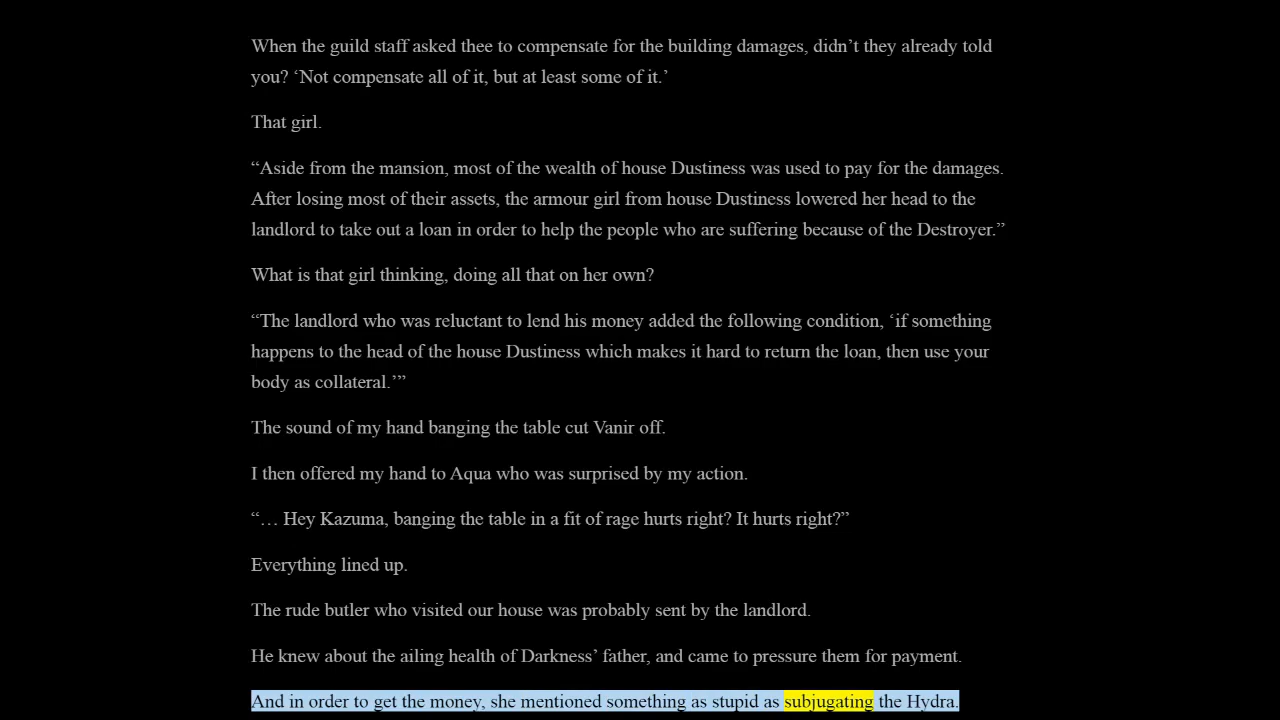 When the guild staff asked thee to compensate for the building damages, didn’t they already told
you? ‘Not compensate all of it, but at least some of it.’
That girl.
“Aside from the mansion, most of the wealth of house Dustiness was used to pay for the damages.
After losing most of their assets, the armour girl from house Dustiness lowered her head to the
landlord to take out a loan in order to help the people who are suffering because of the Destroyer.”
What is that girl thinking, doing all that on her own?
“The landlord who was reluctant to lend his money added the following condition, ‘if something
happens to the head of the house Dustiness which makes it hard to return the loan, then use your
body as collateral.’”
The sound of my hand banging the table cut Vanir off.
I then offered my hand to Aqua who was surprised by my action.
“… Hey Kazuma, banging the table in a fit of rage hurts right? It hurts right?”
Everything lined up.
The rude butler who visited our house was probably sent by the landlord.
He knew about the ailing health of Darkness’ father, and came to pressure them for payment.
And in order to get the money, she mentioned something as stupid as subjugating the Hydra.